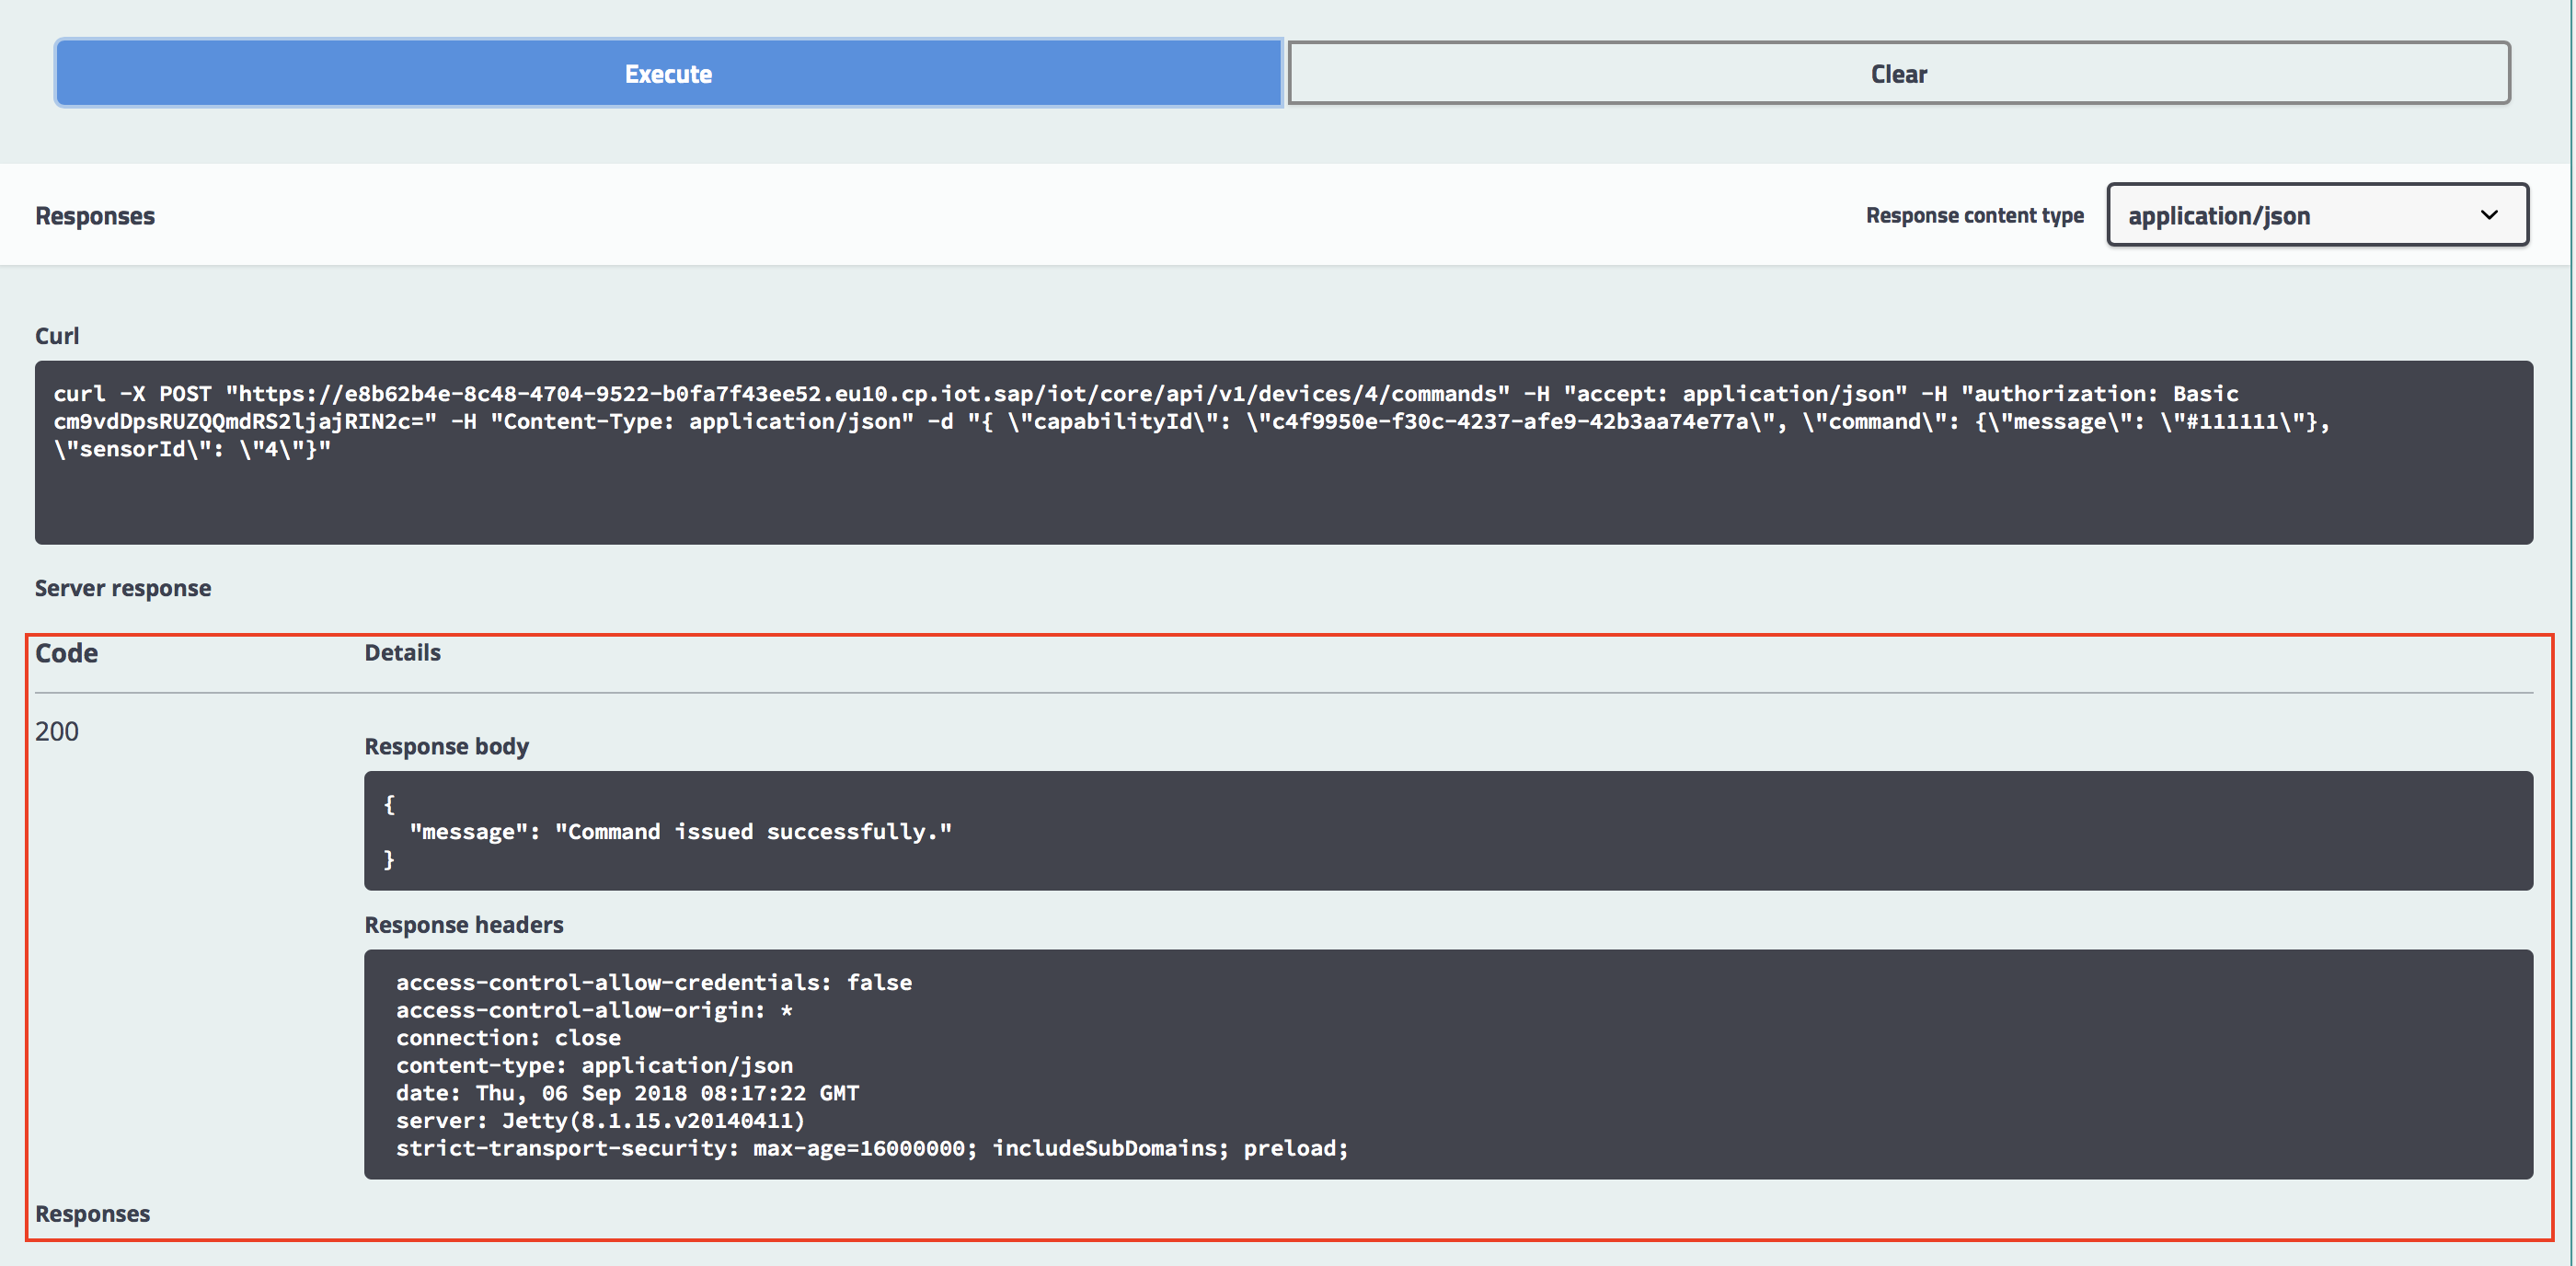 Execute
Clear
Responses
Response content type
application/json
Curl
curl -X POST "https://e8b62b4e-8c48-4704-9522-b0fa7f43ee52.eu10.cp.iot.sap/iot/core/api/v1/devices/4/commands" -H "accept: application/json" -H "authorization: Basic
cm9vdDpsRUZQQmdRS2ljajRIN2c=" -H "Content-Type: application/json" -d "{ \"capabilityId\": \"c4f9950e-f30c-4237-afe9-42b3aa74e77a\", \"command\": {\"message\": \"#111111\"},
\"sensorId\": \"4\"}"
Server response
Code
Details
200
Response body
{
"message": "Command issued successfully."
}
Response headers
access-control-allow-credentials: false
access-control-allow-origin: *
connection: close
content-type: application/json
date: Thu, 06 Sep 2018 08:17:22 GMT
server: Jetty(8.1.15.v20140411)
strict-transport-security: max-age=16000000; includeSubDomains; preload;
Responses